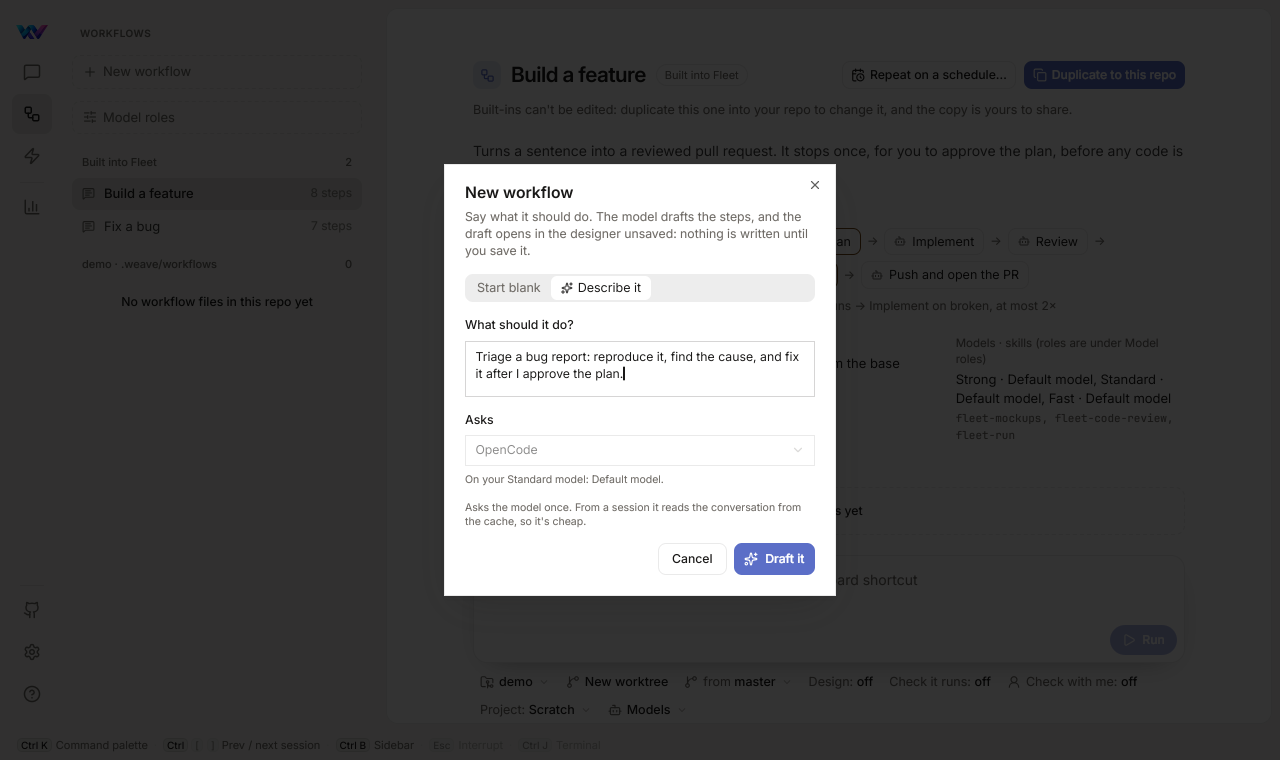 WORKFLOWS
New workflow
Model roles
Built into Fleet 2
Build a feature 8 steps
Fix a bug 7 steps
demo · .weave/workflows 0
No workflow files in this repo yet
Build a feature Built into Fleet Repeat on a schedule... Duplicate to this repo
Built-ins can't be edited: duplicate this one into your repo to change it, and the copy is yours to share.
Turns a sentence into a reviewed pull request. It stops once, for you to approve the plan, before any code is
an → Implement → Review →
→ Push and open the PR
→ Implement on broken, at most 2×
m the base
Models · skills (roles are under Model
roles)
Strong · Default model, Standard ·
Default model, Fast · Default model
fleet-mockups, fleet-code-review,
fleet-run
yet
shortcut
Run
New workflow
Say what it should do. The model drafts the steps, and the
draft opens in the designer unsaved: nothing is written until
you save it.
Start blank Describe it
What should it do?
Triage a bug report: reproduce it, find the cause, and fix
it after I approve the plan.
Asks
OpenCode
On your Standard model: Default model.
Asks the model once. From a session it reads the conversation from
the cache, so it's cheap.
Cancel Draft it
demo New worktree from master Design: off Check it runs: off Check with me: off
Project: Scratch Models
Ctrl K Command palette Ctrl [ ] Prev / next session Ctrl B Sidebar Esc Interrupt Ctrl J Terminal